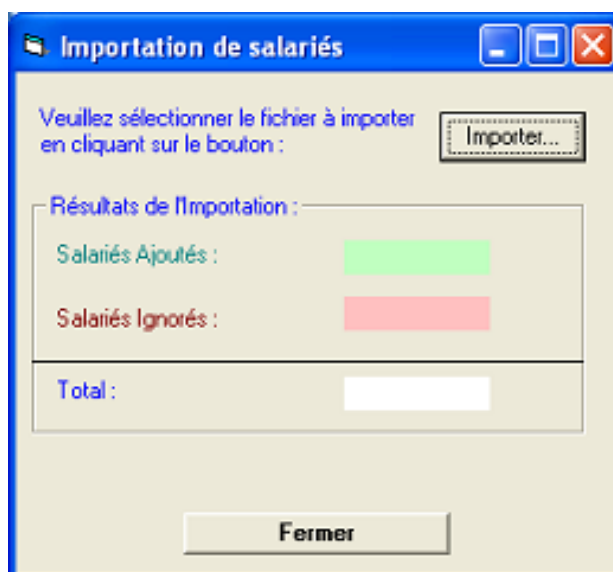 Importation de salariés
Veuillez sélectionner le fichier à importer
en cliquant sur le bouton :
Importer...
Résultats de l'Importation :
Salariés Ajoutés :
Salariés Ignorés :
Total :
Fermer